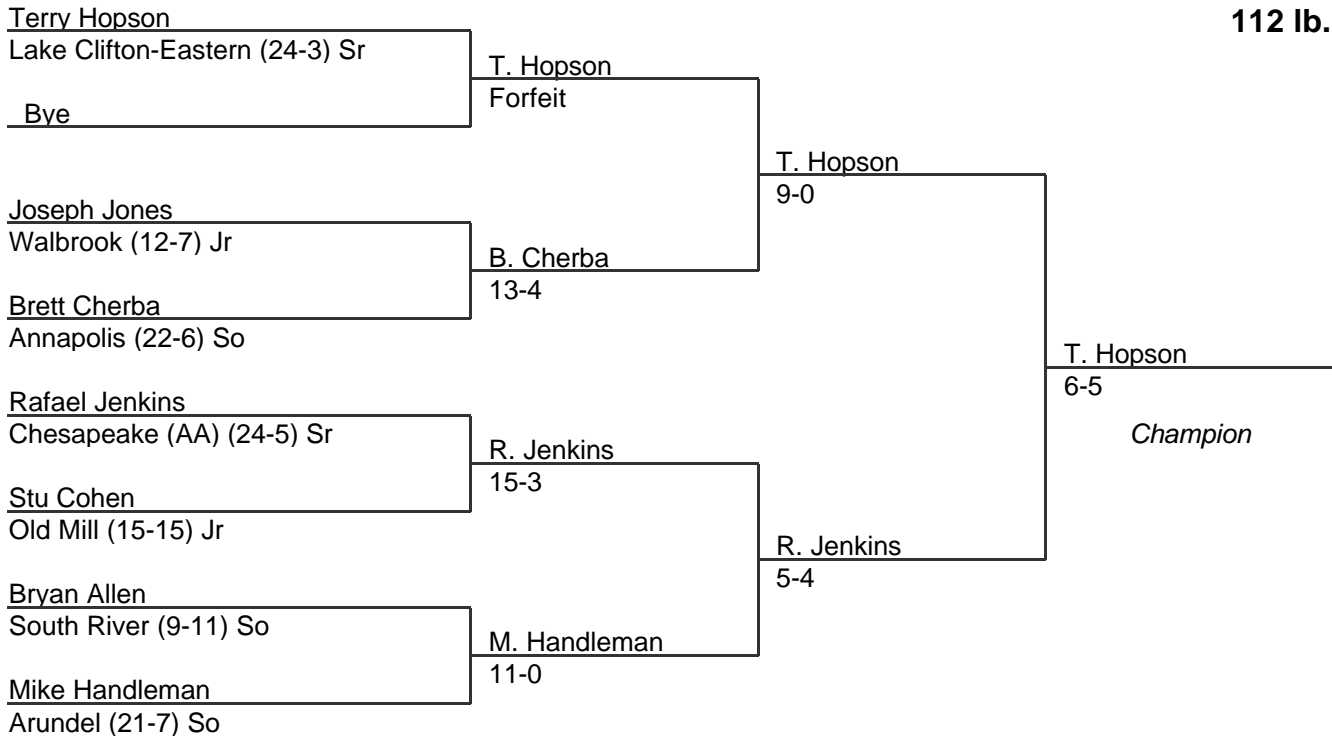 112 lb.
Terry Hopson
Lake Clifton-Eastern (24-3) Sr
Bye
Joseph Jones
Walbrook (12-7) Jr
Brett Cherba
Annapolis (22-6) So
Rafael Jenkins
Chesapeake (AA) (24-5) Sr
Stu Cohen
Old Mill (15-15) Jr
Bryan Allen
South River (9-11) So
Mike Handleman
Arundel (21-7) So
T. Hopson
Forfeit
B. Cherba
13-4
R. Jenkins
15-3
M. Handleman
11-0
T. Hopson
9-0
R. Jenkins
5-4
T. Hopson
6-5
Champion